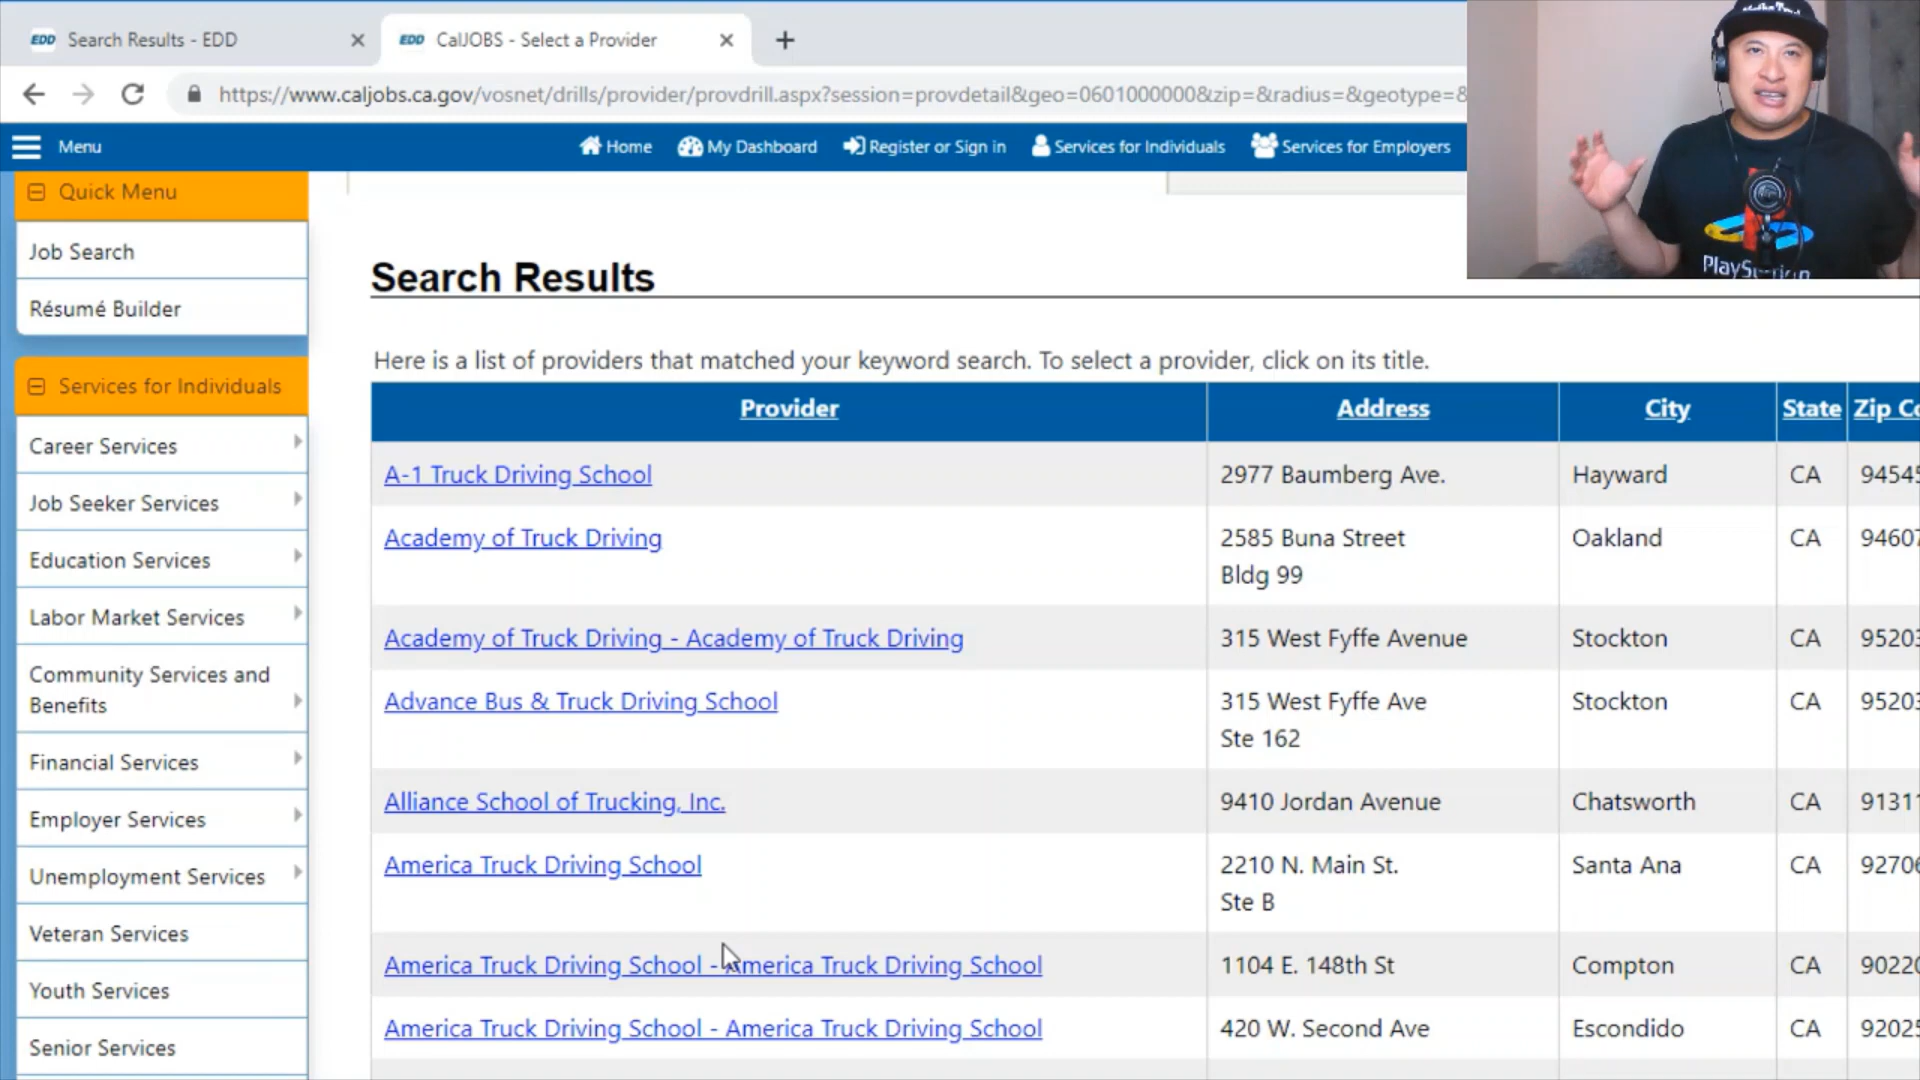 EDD Search Results - EDD
EDD CalJOBS - Select a Provider
https://www.caljobs.ca.gov/vosnet/drills/provider/provdrill.aspx?session=provdetail&geo=0601000000&zip=&radius=&geotype=&
Menu Home My Dashboard Register or Sign in Services for Individuals Services for Employers
Quick Menu
Job Search
Résumé Builder
Services for Individuals
Career Services
Job Seeker Services
Education Services
Labor Market Services
Community Services and
Benefits
Financial Services
Employer Services
Unemployment Services
Veteran Services
Youth Services
Senior Services
Search Results
Here is a list of providers that matched your keyword search. To select a provider, click on its title.
Provider Address City State Zip
A-1 Truck Driving School 2977 Baumberg Ave. Hayward CA 94545
Academy of Truck Driving 2585 Buna Street Oakland CA 94607
Bldg 99
Academy of Truck Driving - Academy of Truck Driving 315 West Fyffe Avenue Stockton CA 95203
Advance Bus & Truck Driving School 315 West Fyffe Ave Stockton CA 95203
Ste 162
Alliance School of Trucking, Inc. 9410 Jordan Avenue Chatsworth CA 91311
America Truck Driving School 2210 N. Main St. Santa Ana CA 92706
Ste B
America Truck Driving School - America Truck Driving School 1104 E. 148th St Compton CA 90220
America Truck Driving School - America Truck Driving School 420 W. Second Ave Escondido CA 92025